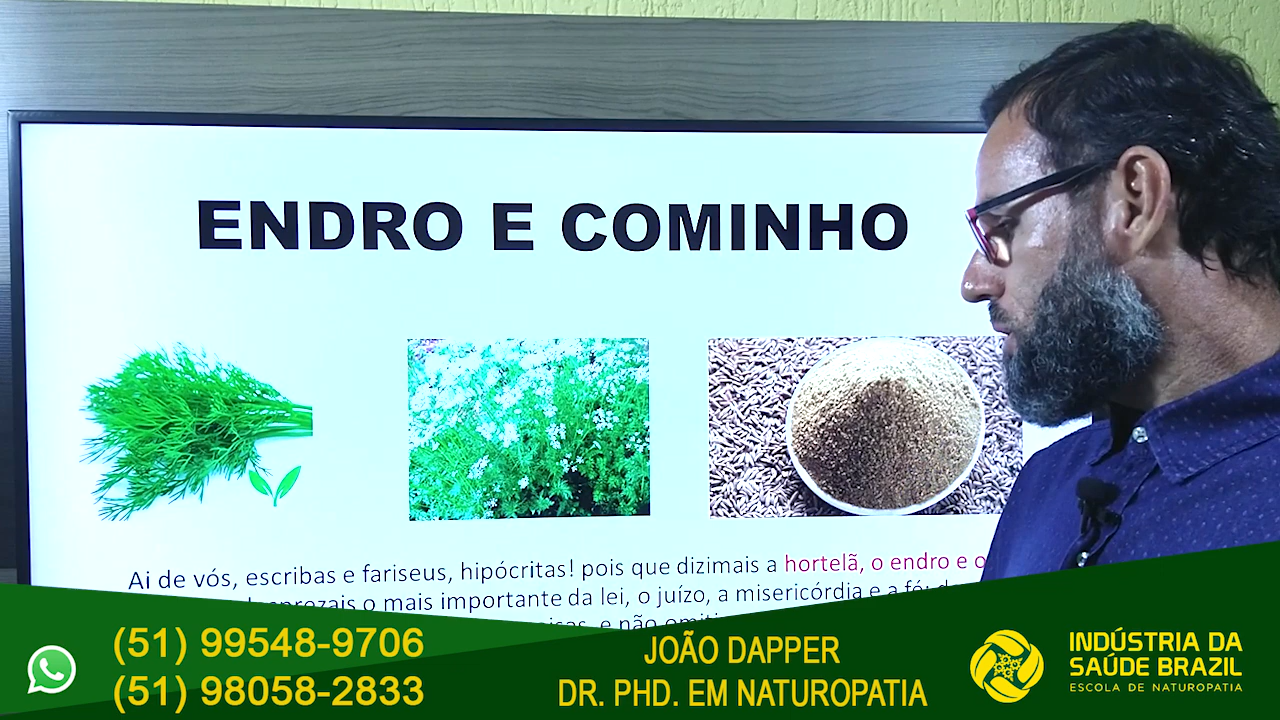 ENDRO E COMINHO
Ai de vós, escribas e fariseus, hipócritas! pois que dizimais a hortelã, o endro e o
desprezais o mais importante da lei, o juízo, a misericórdia e a fé;
e não
(51) 99548-9706
(51) 98058-2833
JOÃO DAPPER
DR. PHD. EM NATUROPATIA
INDÚSTRIA DA
SAÚDE BRAZIL
ESCOLA DE NATUROPATIA